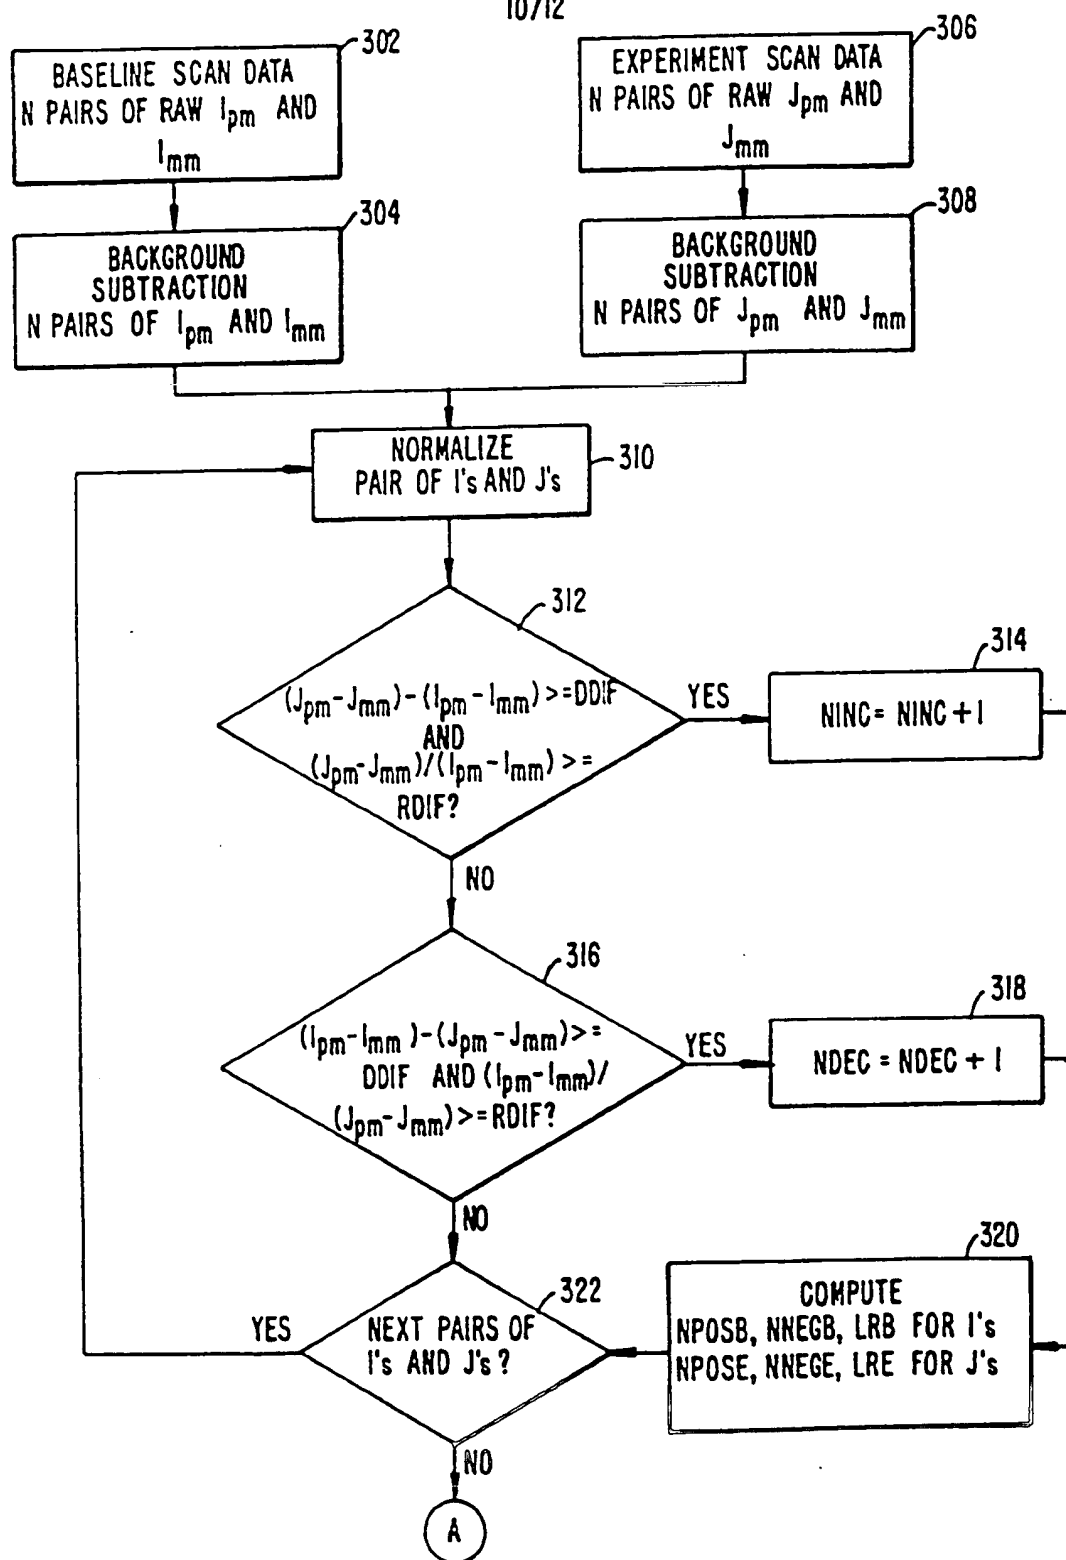 10/12
302
BASELINE SCAN DATA
N PAIRS OF RAW Ipm AND
Imm
306
EXPERIMENT SCAN DATA
N PAIRS OF RAW Jpm AND
Jmm
304
BACKGROUND
SUBTRACTION
N PAIRS OF Ipm AND Imm
308
BACKGROUND
SUBTRACTION
N PAIRS OF Jpm AND Jmm
NORMALIZE
PAIR OF I's AND J's
310
312
(Jpm-Jmm)-(Ipm-Imm)>=DDIF
AND
(Jpm-Jmm)/(Ipm-Imm)>=
RDIF?
YES
314
NINC= NINC+1
NO
316
(Ipm-Imm)-(Jpm-Jmm)>=
DDIF AND (Ipm-Imm)/
(Jpm-Jmm)>=RDIF?
YES
318
NDEC = NDEC + 1
NO
322
NEXT PAIRS OF
I's AND J's?
YES
320
COMPUTE
NPOSB, NNEGB, LRB FOR I's
NPOSE, NNEGE, LRE FOR J's
NO
A